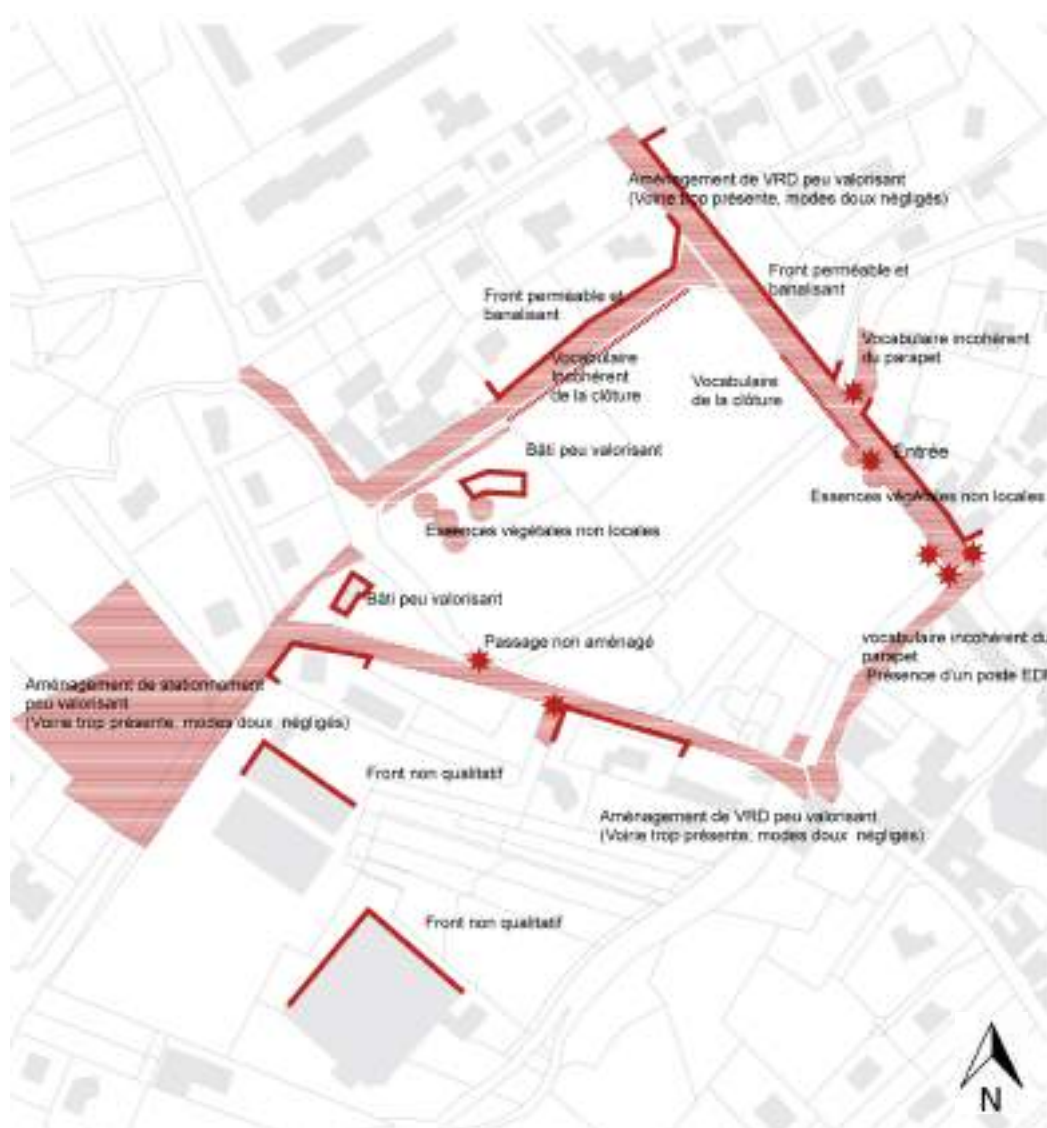 Aménagement de VRD peu valorisant
(Voirie trop présente, modes doux négligés)
Front perméable et
banalisant
Front perméable et
banalisant
Vocabulaire incohérent
du parapet
Vocabulaire
incohérent
de la clôture
Vocabulaire
de la clôture
Bâti peu valorisant
Entrée
Essences végétales non locales
Essences végétales non locales
Bâti peu valorisant
Passage non aménagé
vocabulaire incohérent du
parapet
Présence d'un poste EDF
Aménagement de stationnement
peu valorisant
(Voirie trop présente, modes doux négligés)
Front non qualitatif
Aménagement de VRD peu valorisant
(Voirie trop présente, modes doux négligés)
Front non qualitatif
N